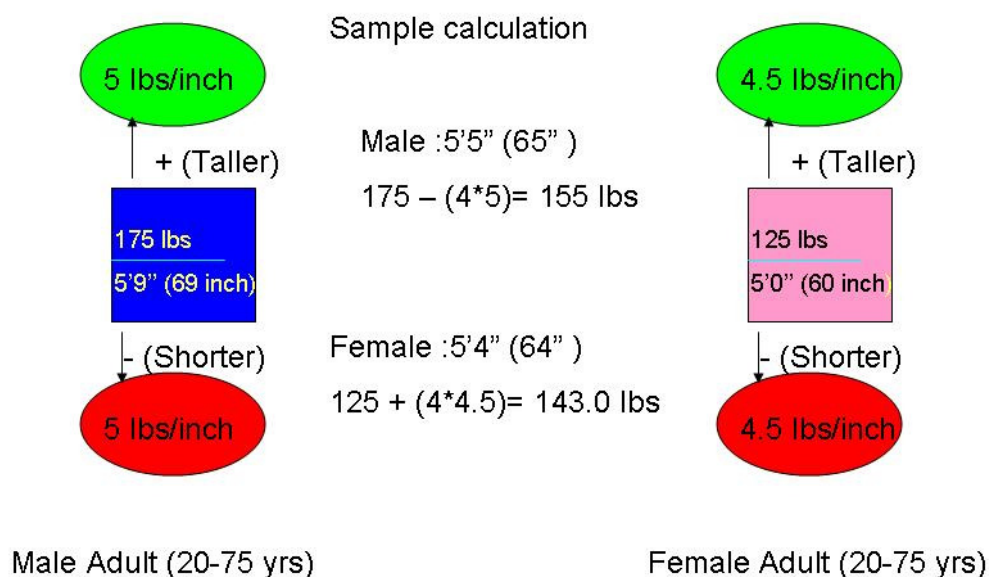 Sample calculation
5 lbs/inch
+ (Taller)
175 lbs
5’9” (69 inch)
- (Shorter)
5 lbs/inch
Male Adult (20-75 yrs)
Male :5’5” (65” )
175 – (4*5)= 155 lbs
Female :5’4” (64” )
125 + (4*4.5)= 143.0 lbs
4.5 lbs/inch
+ (Taller)
125 lbs
5’0” (60 inch)
- (Shorter)
4.5 lbs/inch
Female Adult (20-75 yrs)